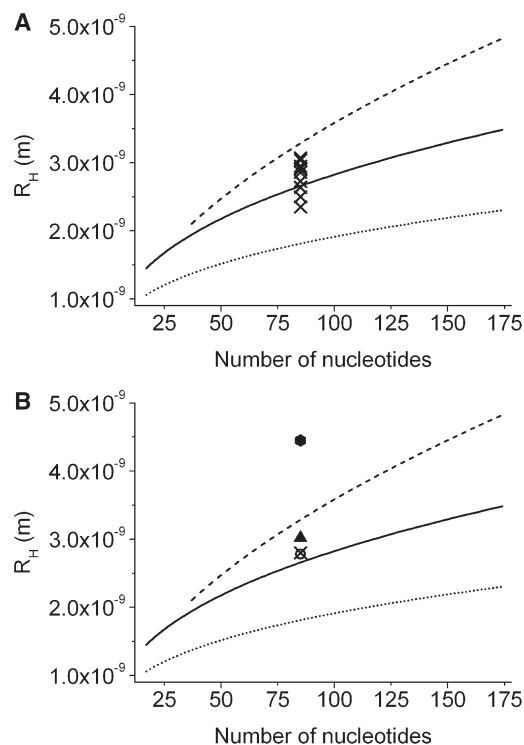 A
5.0x10⁻⁹
4.0x10⁻⁹
3.0x10⁻⁹
2.0x10⁻⁹
1.0x10⁻⁹
R_H (m)
25 50 75 100 125 150 175
Number of nucleotides
B
5.0x10⁻⁹
4.0x10⁻⁹
3.0x10⁻⁹
2.0x10⁻⁹
1.0x10⁻⁹
R_H (m)
25 50 75 100 125 150 175
Number of nucleotides